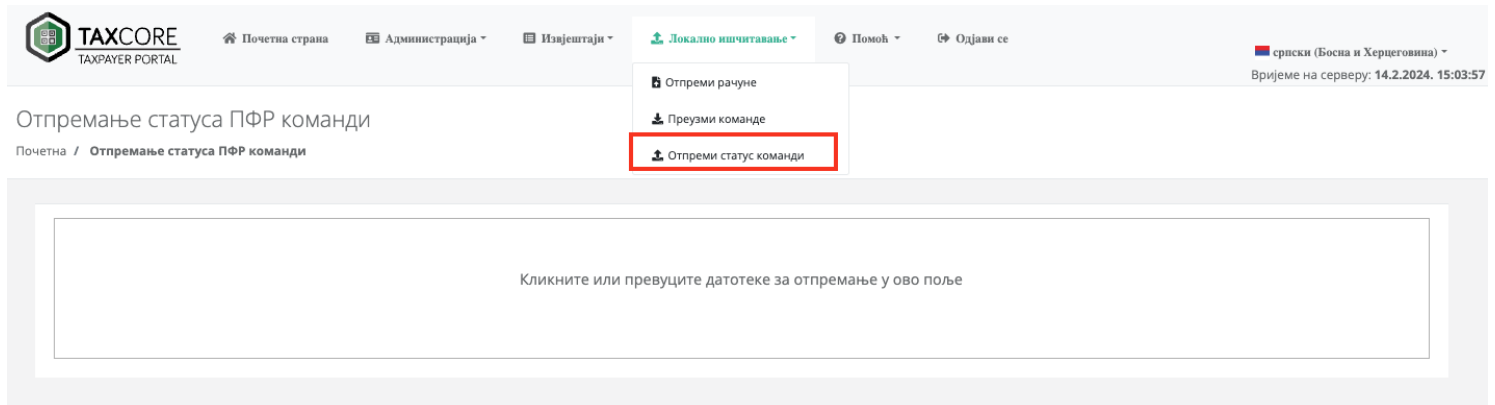 TAXCORE
TAXPAYER PORTAL
Почетна страна
Администрација
Извјештаји
Локално ишчитавање
Помоћ
Одјави се
српски (Босна и Херцеговина)
Вријеме на серверу: 14.2.2024. 15:03:57
Отпреми рачуне
Преузми команде
Отпреми статус команди
Отпремање статуса ПФР команди
Почетна / Отпремање статуса ПФР команди
Кликните или превуците датотеке за отпремање у ово поље